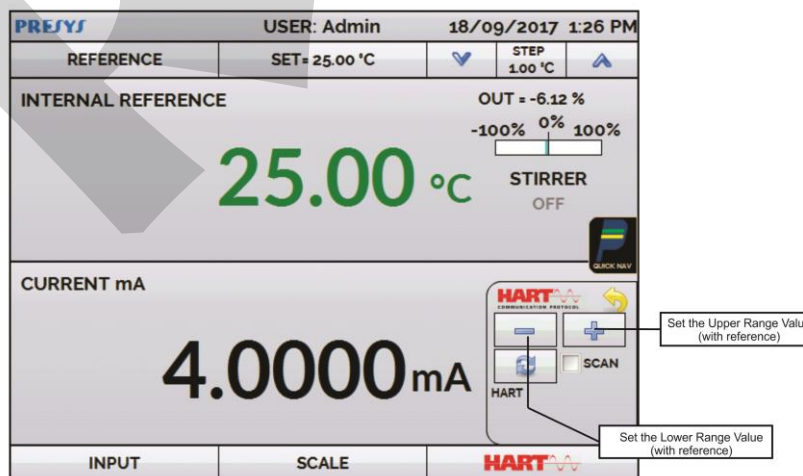 PRESYS USER: Admin 18/09/2017 1:26 PM
REFERENCE SET= 25.00 °C STEP 1.00 °C
INTERNAL REFERENCE
OUT = -6.12 %
-100% 0% 100%
25.00 °C
STIRRER
OFF
QUICK NAV
CURRENT mA
HART
COMMUNICATION PROTOCOL
4.0000 mA
SCAN
HART
Set the Upper Range Valu
(with reference)
Set the Lower Range Value
(with reference)
INPUT SCALE HART